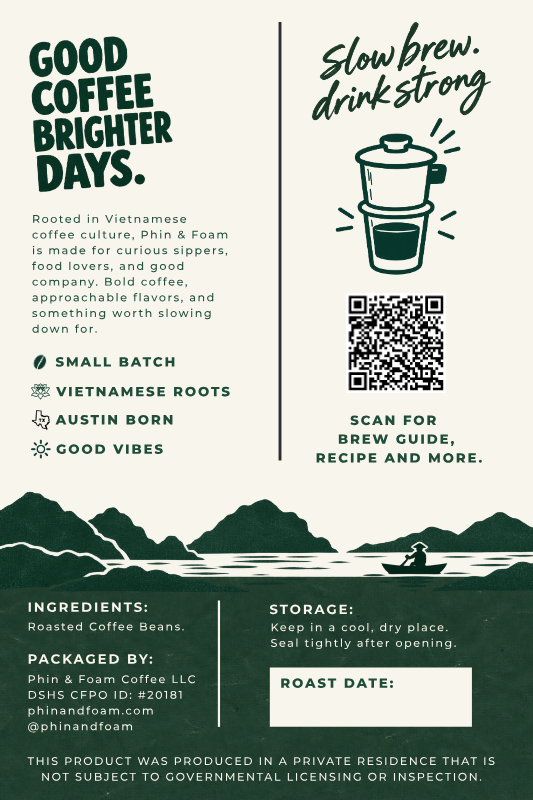 GOOD
COFFEE
BRIGHTER
DAYS.
Rooted in Vietnamese
coffee culture, Phin & Foam
is made for curious sippers,
food lovers, and good
company. Bold coffee,
approachable flavors, and
something worth slowing
down for.
SMALL BATCH
VIETNAMESE ROOTS
TX
AUSTIN BORN
GOOD VIBES
Slow brew.
drink strong
SCAN FOR
BREW GUIDE,
RECIPE AND MORE.
INGREDIENTS:
Roasted Coffee Beans.
PACKAGED BY:
Phin & Foam Coffee LLC
DSHS CFPO ID: #20181
phinandfoam.com
@phinandfoam
STORAGE:
Keep in a cool, dry place.
Seal tightly after opening.
ROAST DATE:
THIS PRODUCT WAS PRODUCED IN A PRIVATE RESIDENCE THAT IS
NOT SUBJECT TO GOVERNMENTAL LICENSING OR INSPECTION.